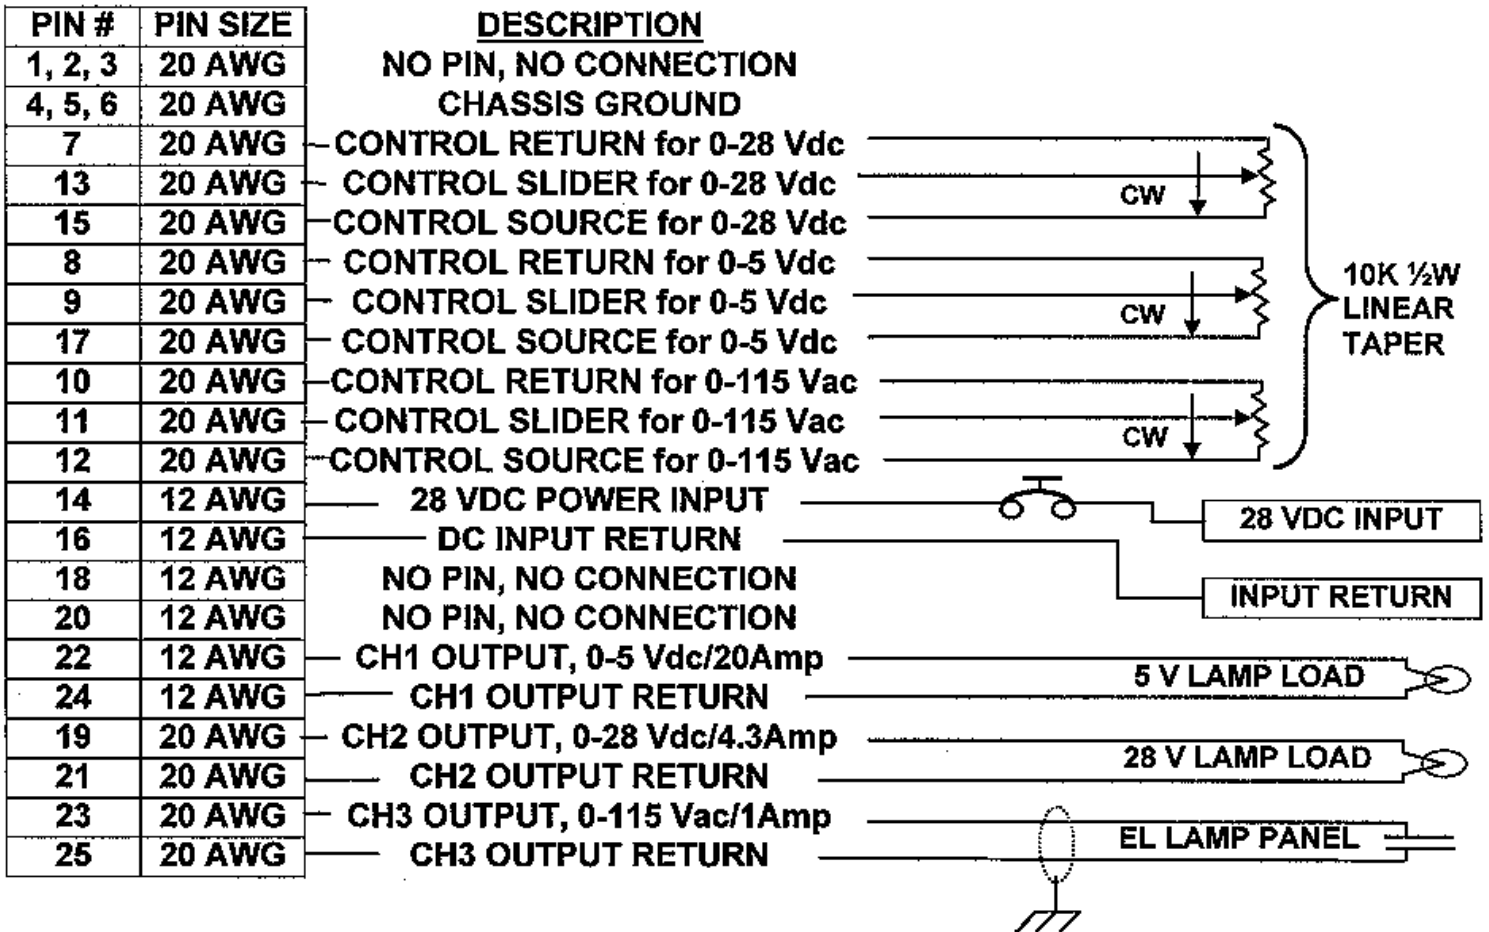 PIN # PIN SIZE DESCRIPTION
1, 2, 3 20 AWG NO PIN, NO CONNECTION
4, 5, 6 20 AWG CHASSIS GROUND
7 20 AWG CONTROL RETURN for 0-28 Vdc
13 20 AWG CONTROL SLIDER for 0-28 Vdc CW
15 20 AWG CONTROL SOURCE for 0-28 Vdc
8 20 AWG CONTROL RETURN for 0-5 Vdc
9 20 AWG CONTROL SLIDER for 0-5 Vdc CW
17 20 AWG CONTROL SOURCE for 0-5 Vdc
10K ½W
LINEAR
TAPER
10 20 AWG CONTROL RETURN for 0-115 Vac
11 20 AWG CONTROL SLIDER for 0-115 Vac CW
12 20 AWG CONTROL SOURCE for 0-115 Vac
14 12 AWG 28 VDC POWER INPUT 28 VDC INPUT
16 12 AWG DC INPUT RETURN INPUT RETURN
18 12 AWG NO PIN, NO CONNECTION
20 12 AWG NO PIN, NO CONNECTION
22 12 AWG CH1 OUTPUT, 0-5 Vdc/20Amp 5 V LAMP LOAD
24 12 AWG CH1 OUTPUT RETURN
19 20 AWG CH2 OUTPUT, 0-28 Vdc/4.3Amp 28 V LAMP LOAD
21 20 AWG CH2 OUTPUT RETURN
23 20 AWG CH3 OUTPUT, 0-115 Vac/1Amp EL LAMP PANEL
25 20 AWG CH3 OUTPUT RETURN